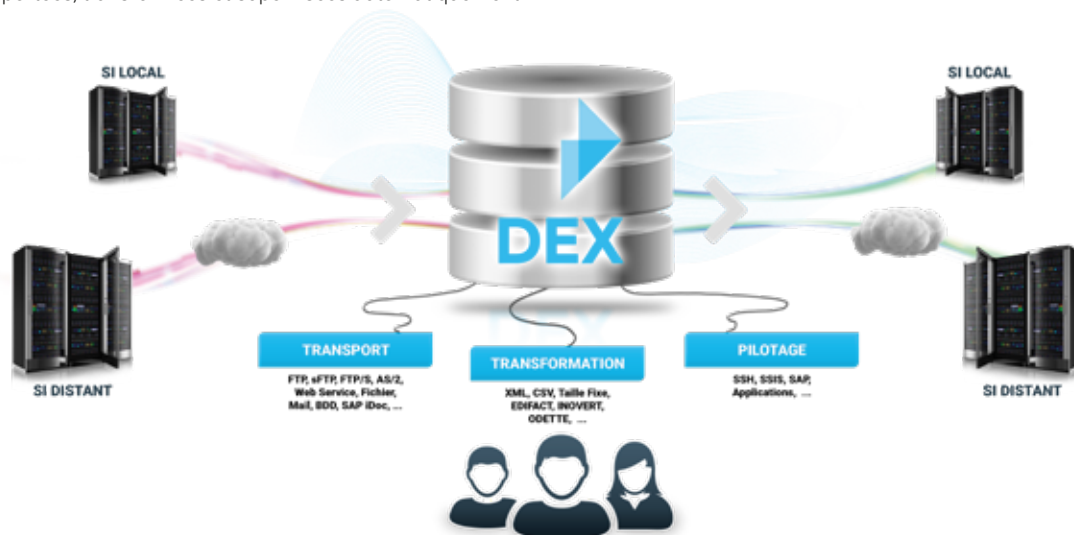 SI LOCAL
SI LOCAL
DEX
SI DISTANT
SI DISTANT
TRANSPORT
FTP, sFTP, FTP/S, AS/2,
Web Service, Fichier,
Mail, BDD, SAP iDoc, ...
TRANSFORMATION
XML, CSV, Taille Fixe,
EDIFACT, INOVERT,
ODETTE, ...
PILOTAGE
SSH, SSIS, SAP,
Applications, ...